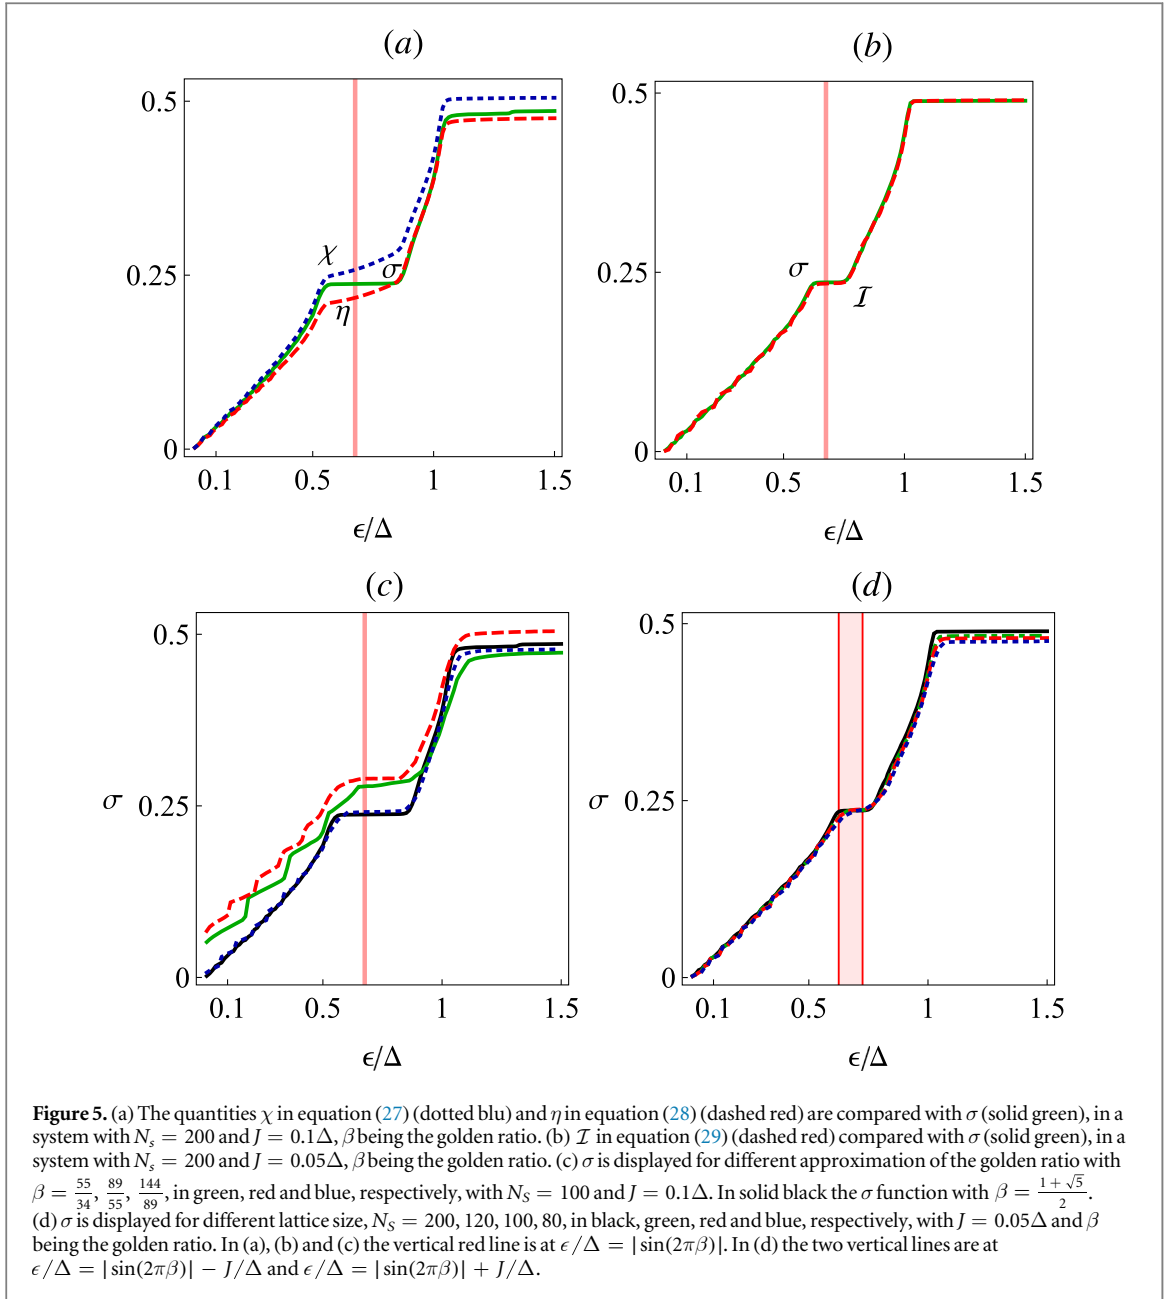 (a)
(b)
0.5
0.25
0
χ
σ
η
0.1 0.5 1 1.5
ϵ/Δ
0.5
0.25
0
σ
ℐ
0.1 0.5 1 1.5
ϵ/Δ
(c)
(d)
0.5
σ 0.25
0
0.1 0.5 1 1.5
ϵ/Δ
0.5
σ 0.25
0
0.1 0.5 1 1.5
ϵ/Δ
Figure 5. (a) The quantities χ in equation (27) (dotted blu) and η in equation (28) (dashed red) are compared with σ (solid green), in a
system with N_s = 200 and J = 0.1Δ, β being the golden ratio. (b) ℐ in equation (29) (dashed red) compared with σ (solid green), in a
system with N_s = 200 and J = 0.05Δ, β being the golden ratio. (c) σ is displayed for different approximation of the golden ratio with
β = 55/34, 89/55, 144/89, in green, red and blue, respectively, with N_S = 100 and J = 0.1Δ. In solid black the σ function with β = (1 + √5)/2.
(d) σ is displayed for different lattice size, N_S = 200, 120, 100, 80, in black, green, red and blue, respectively, with J = 0.05Δ and β
being the golden ratio. In (a), (b) and (c) the vertical red line is at ϵ/Δ = |sin(2πβ)|. In (d) the two vertical lines are at
ϵ/Δ = |sin(2πβ)| − J/Δ and ϵ/Δ = |sin(2πβ)| + J/Δ.